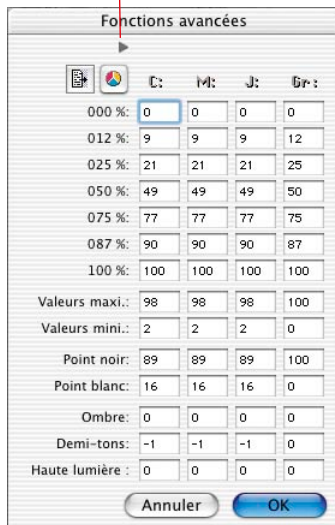 Fonctions avancées
C: M: J: Gr:
000 %: 0 0 0 0
012 %: 9 9 9 12
025 %: 21 21 21 25
050 %: 49 49 49 50
075 %: 77 77 77 75
087 %: 90 90 90 87
100 %: 100 100 100 100
Valeurs maxi.: 98 98 98 100
Valeurs mini.: 2 2 2 0
Point noir: 89 89 89 100
Point blanc: 16 16 16 0
Ombre: 0 0 0 0
Demi-tons: -1 -1 -1 0
Haute lumière : 0 0 0 0
Annuler OK